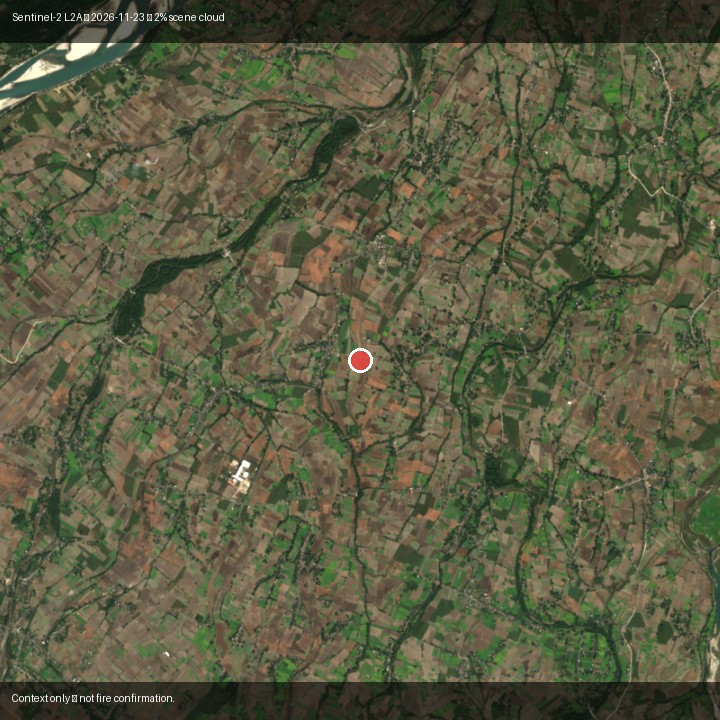 Sentinel-2 L2A▯2026-11-23▯2% scene cloud
Context only▯not fire confirmation.